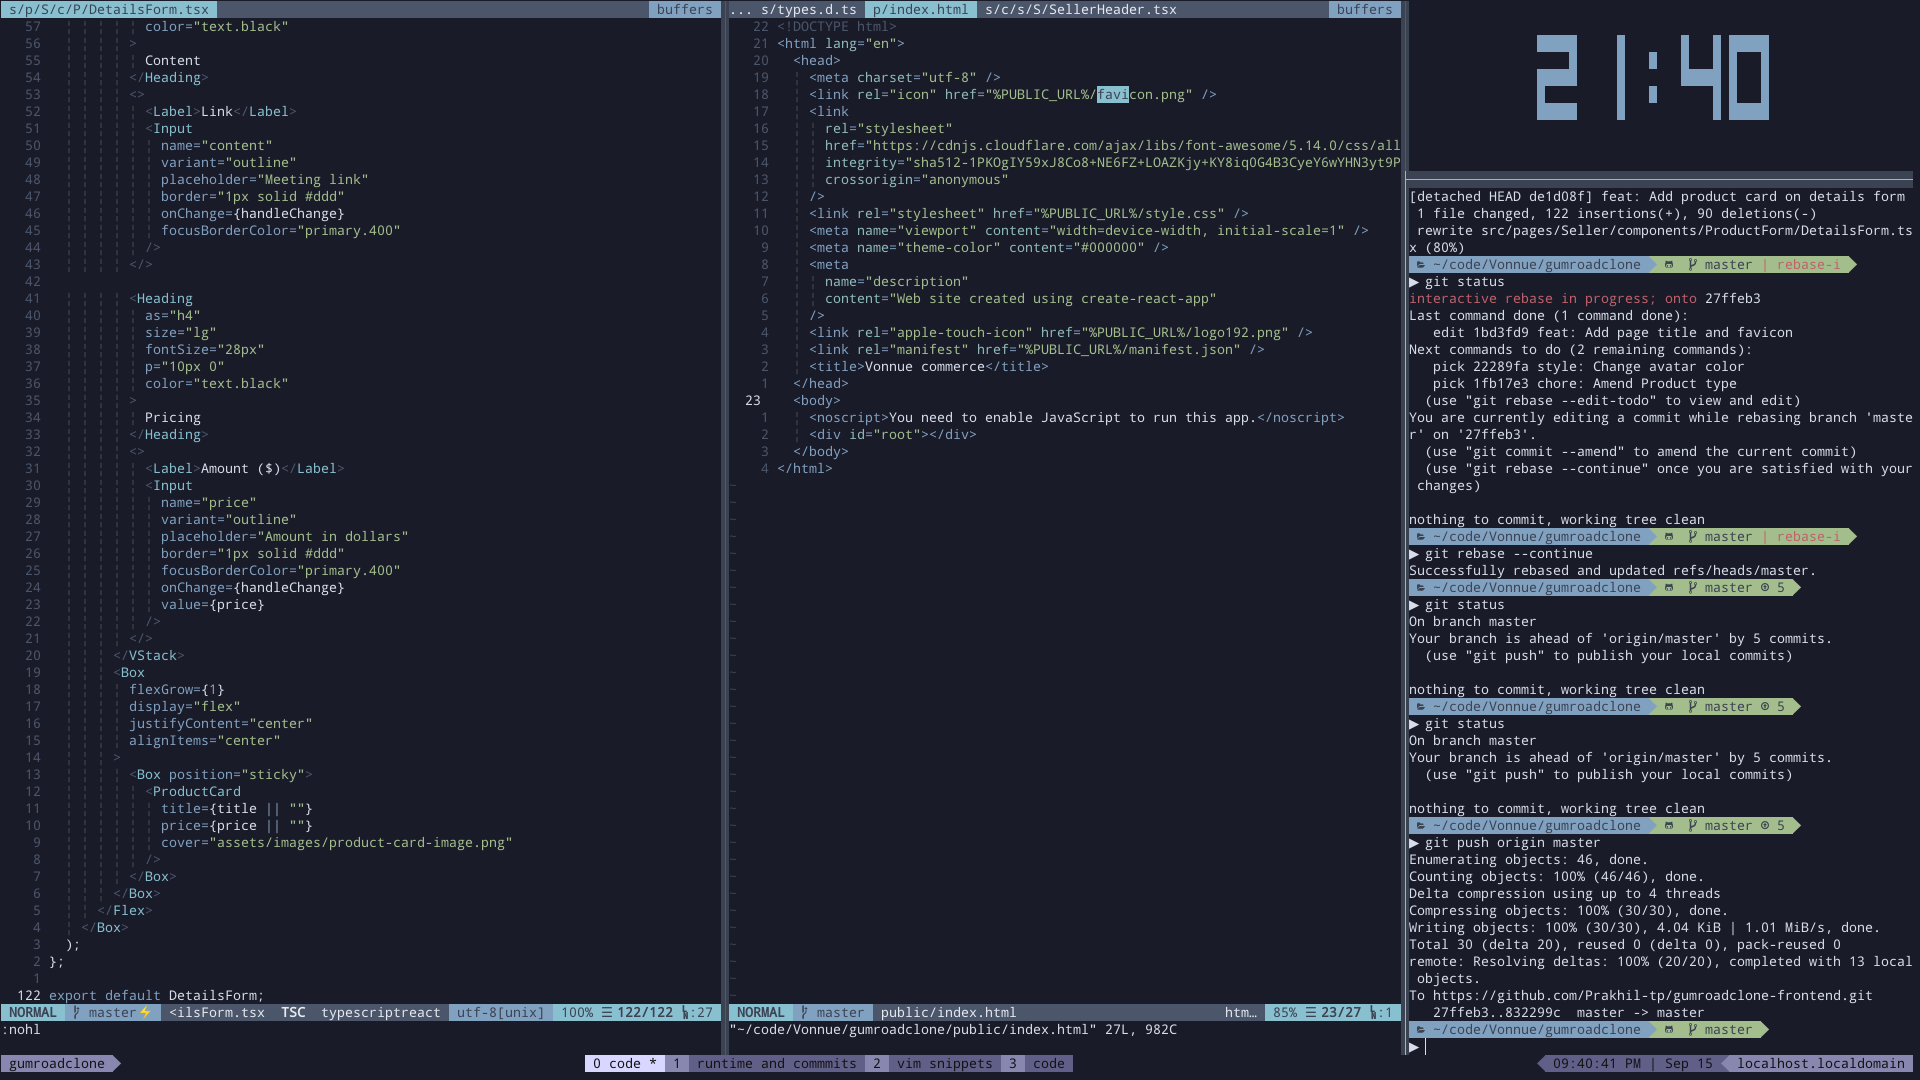 s/p/S/c/P/DetailsForm.tsx buffers
57 color="text.black"
56 >
55 Content
54 </Heading>
53 <>
52 <Label>Link</Label>
51 <Input
50 name="content"
49 variant="outline"
48 placeholder="Meeting link"
47 border="1px solid #ddd"
46 onChange={handleChange}
45 focusBorderColor="primary.400"
44 />
43 </>
42
41 <Heading
40 as="h4"
39 size="lg"
38 fontSize="28px"
37 p="10px 0"
36 color="text.black"
35 >
34 Pricing
33 </Heading>
32 <>
31 <Label>Amount ($)</Label>
30 <Input
29 name="price"
28 variant="outline"
27 placeholder="Amount in dollars"
26 border="1px solid #ddd"
25 focusBorderColor="primary.400"
24 onChange={handleChange}
23 value={price}
22 />
21 </>
20 </VStack>
19 <Box
18 flexGrow={1}
17 display="flex"
16 justifyContent="center"
15 alignItems="center"
14 >
13 <Box position="sticky">
12 <ProductCard
11 title={title || ""}
10 price={price || ""}
9 cover="assets/images/product-card-image.png"
8 />
7 </Box>
6 </Box>
5 </Flex>
4 </Box>
3 );
2 };
1
122 export default DetailsForm;
NORMAL master⚡ <ilsForm.tsx TSC typescriptreact utf-8[unix] 100% ☰ 122/122 :27
:nohl
... s/types.d.ts p/index.html s/c/s/S/SellerHeader.tsx buffers
22 <!DOCTYPE html>
21 <html lang="en">
20 <head>
19 <meta charset="utf-8" />
18 <link rel="icon" href="%PUBLIC_URL%/favicon.png" />
17 <link
16 rel="stylesheet"
15 href="https://cdnjs.cloudflare.com/ajax/libs/font-awesome/5.14.0/css/all
14 integrity="sha512-1PKOgIY59xJ8Co8+NE6FZ+LOAZKjy+KY8iq0G4B3CyeY6wYHN3yt9P
13 crossorigin="anonymous"
12 />
11 <link rel="stylesheet" href="%PUBLIC_URL%/style.css" />
10 <meta name="viewport" content="width=device-width, initial-scale=1" />
9 <meta name="theme-color" content="#000000" />
8 <meta
7 name="description"
6 content="Web site created using create-react-app"
5 />
4 <link rel="apple-touch-icon" href="%PUBLIC_URL%/logo192.png" />
3 <link rel="manifest" href="%PUBLIC_URL%/manifest.json" />
2 <title>Vonnue commerce</title>
1 </head>
23 <body>
1 <noscript>You need to enable JavaScript to run this app.</noscript>
2 <div id="root"></div>
3 </body>
4 </html>
NORMAL master public/index.html htm… 85% ☰ 23/27 :1
"~/code/Vonnue/gumroadclone/public/index.html" 27L, 982C
21:40
[detached HEAD de1d08f] feat: Add product card on details form
1 file changed, 122 insertions(+), 90 deletions(-)
rewrite src/pages/Seller/components/ProductForm/DetailsForm.ts
x (80%)
~/code/Vonnue/gumroadclone master | rebase-i
▶ git status
interactive rebase in progress; onto 27ffeb3
Last command done (1 command done):
edit 1bd3fd9 feat: Add page title and favicon
Next commands to do (2 remaining commands):
pick 22289fa style: Change avatar color
pick 1fb17e3 chore: Amend Product type
(use "git rebase --edit-todo" to view and edit)
You are currently editing a commit while rebasing branch 'maste
r' on '27ffeb3'.
(use "git commit --amend" to amend the current commit)
(use "git rebase --continue" once you are satisfied with your
changes)
nothing to commit, working tree clean
~/code/Vonnue/gumroadclone master | rebase-i
▶ git rebase --continue
Successfully rebased and updated refs/heads/master.
~/code/Vonnue/gumroadclone master 5
▶ git status
On branch master
Your branch is ahead of 'origin/master' by 5 commits.
(use "git push" to publish your local commits)
nothing to commit, working tree clean
~/code/Vonnue/gumroadclone master 5
▶ git status
On branch master
Your branch is ahead of 'origin/master' by 5 commits.
(use "git push" to publish your local commits)
nothing to commit, working tree clean
~/code/Vonnue/gumroadclone master 5
▶ git push origin master
Enumerating objects: 46, done.
Counting objects: 100% (46/46), done.
Delta compression using up to 4 threads
Compressing objects: 100% (30/30), done.
Writing objects: 100% (30/30), 4.04 KiB | 1.01 MiB/s, done.
Total 30 (delta 20), reused 0 (delta 0), pack-reused 0
remote: Resolving deltas: 100% (20/20), completed with 13 local
objects.
To https://github.com/Prakhil-tp/gumroadclone-frontend.git
27ffeb3..832299c master -> master
~/code/Vonnue/gumroadclone master
▶
gumroadclone 0 code * 1 runtime and commmits 2 vim snippets 3 code 09:40:41 PM | Sep 15 localhost.localdomain